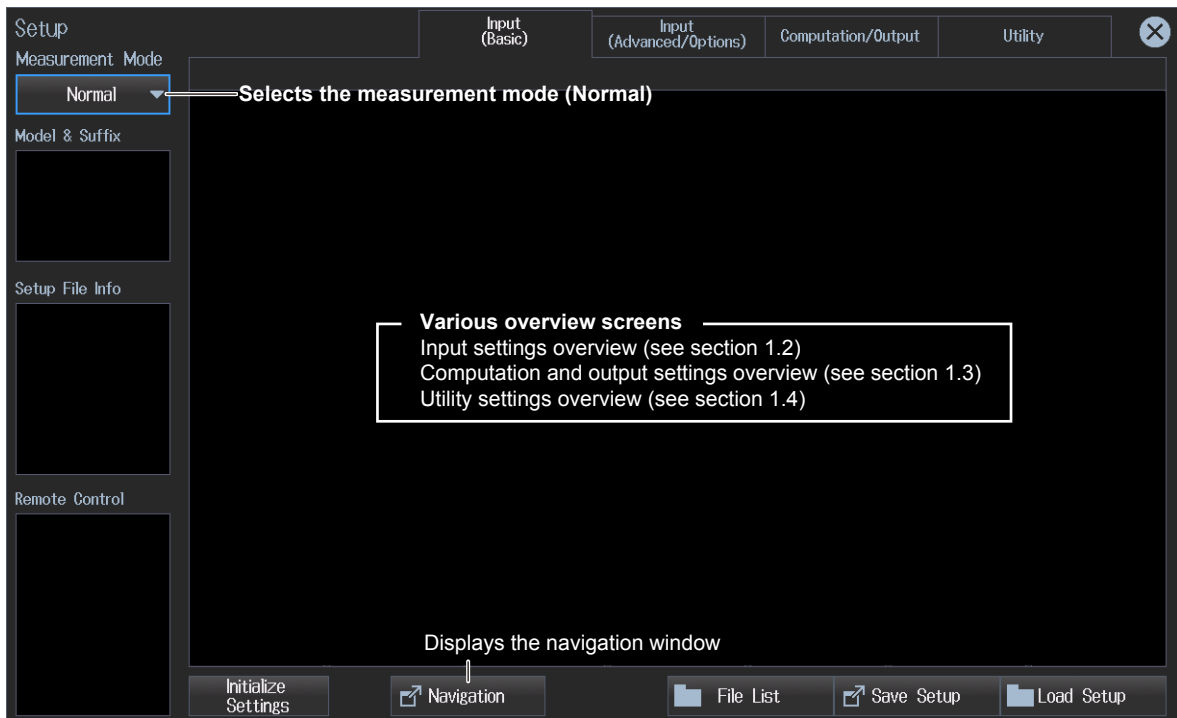 Setup
Input
(Basic)
Input
(Advanced/Options)
Computation/Output
Utility
Measurement Mode
Normal
Selects the measurement mode (Normal)
Model & Suffix
Setup File Info
Various overview screens
Input settings overview (see section 1.2)
Computation and output settings overview (see section 1.3)
Utility settings overview (see section 1.4)
Remote Control
Displays the navigation window
Initialize
Settings
Navigation
File List
Save Setup
Load Setup